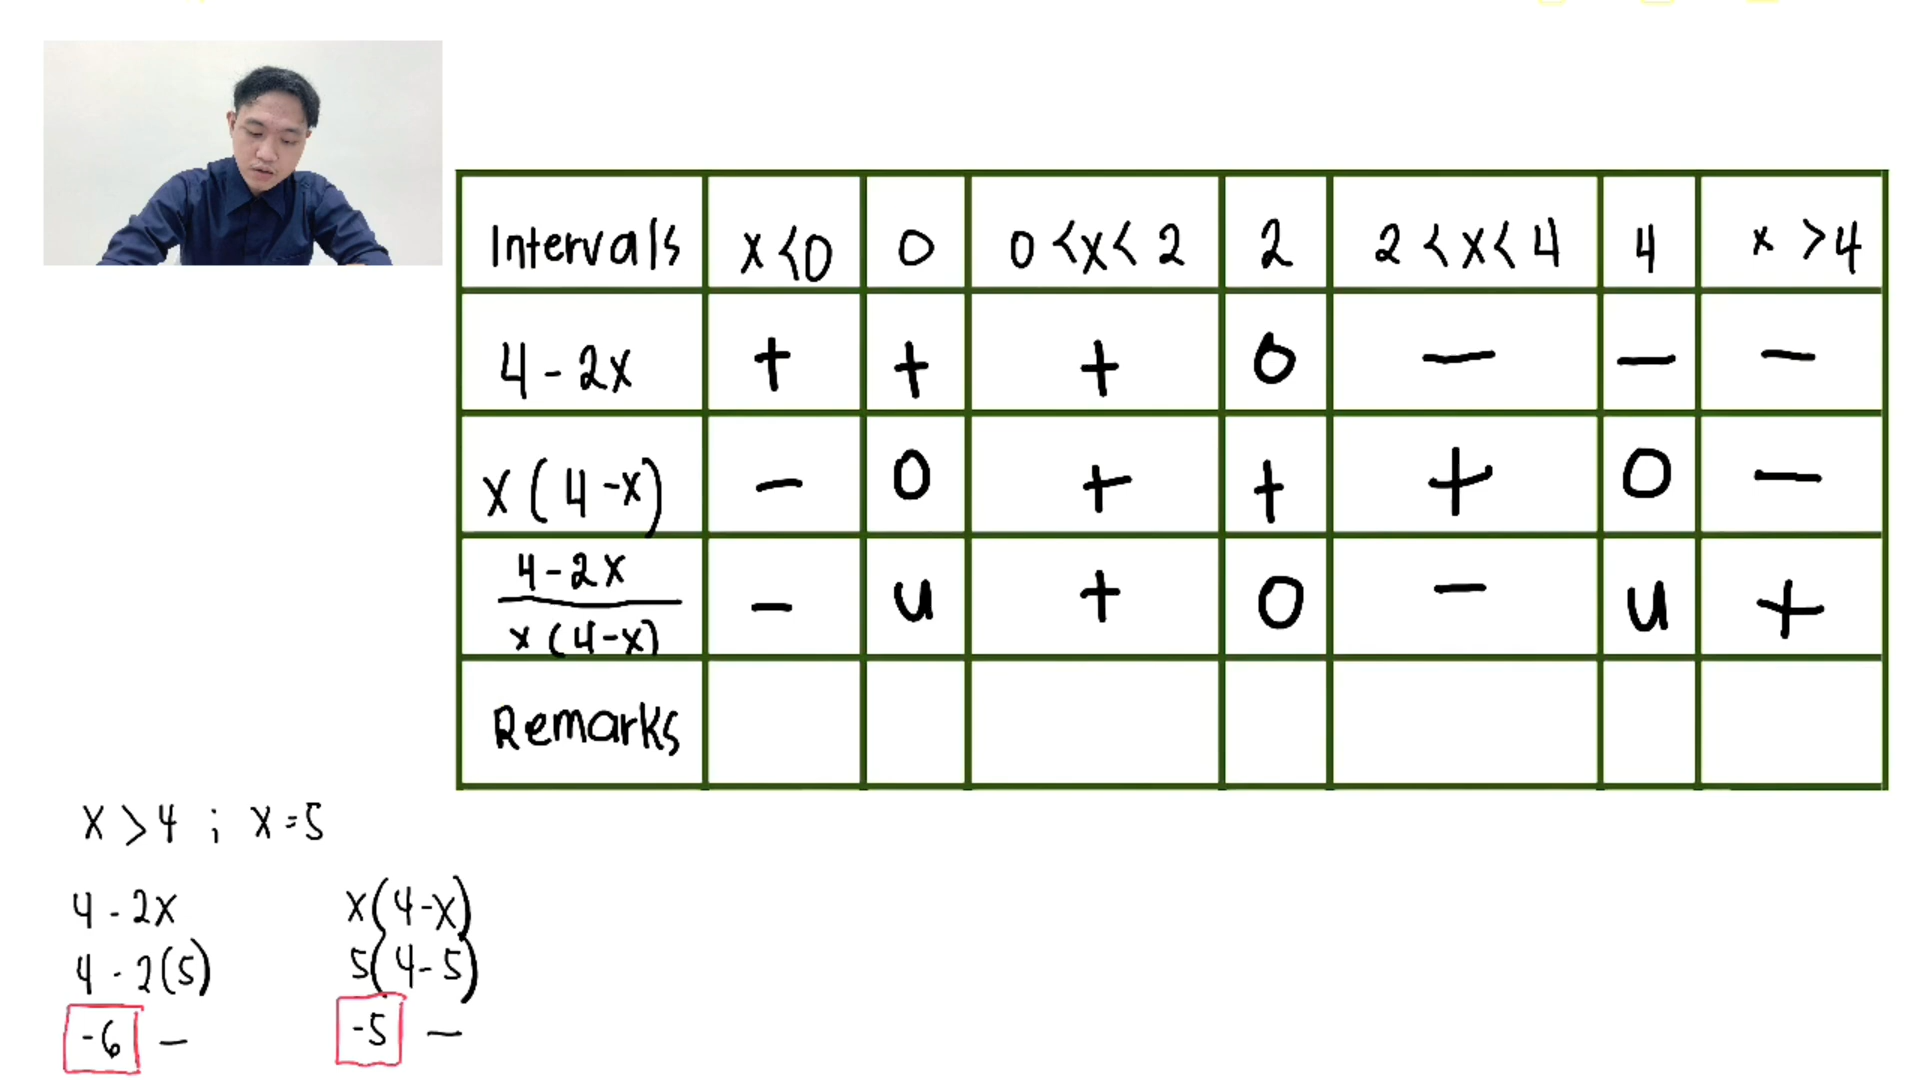 Intervals x<0 0 0<x<2 2 2<x<4 4 x>4
4-2x + + + 0 - - -
x(4-x) - 0 + + + 0 -
4-2x
x(4-x) - u + 0 - u +
Remarks
x>4 ; x=5
4-2x x(4-x)
4-2(5) 5(4-5)
-6 - -5 -